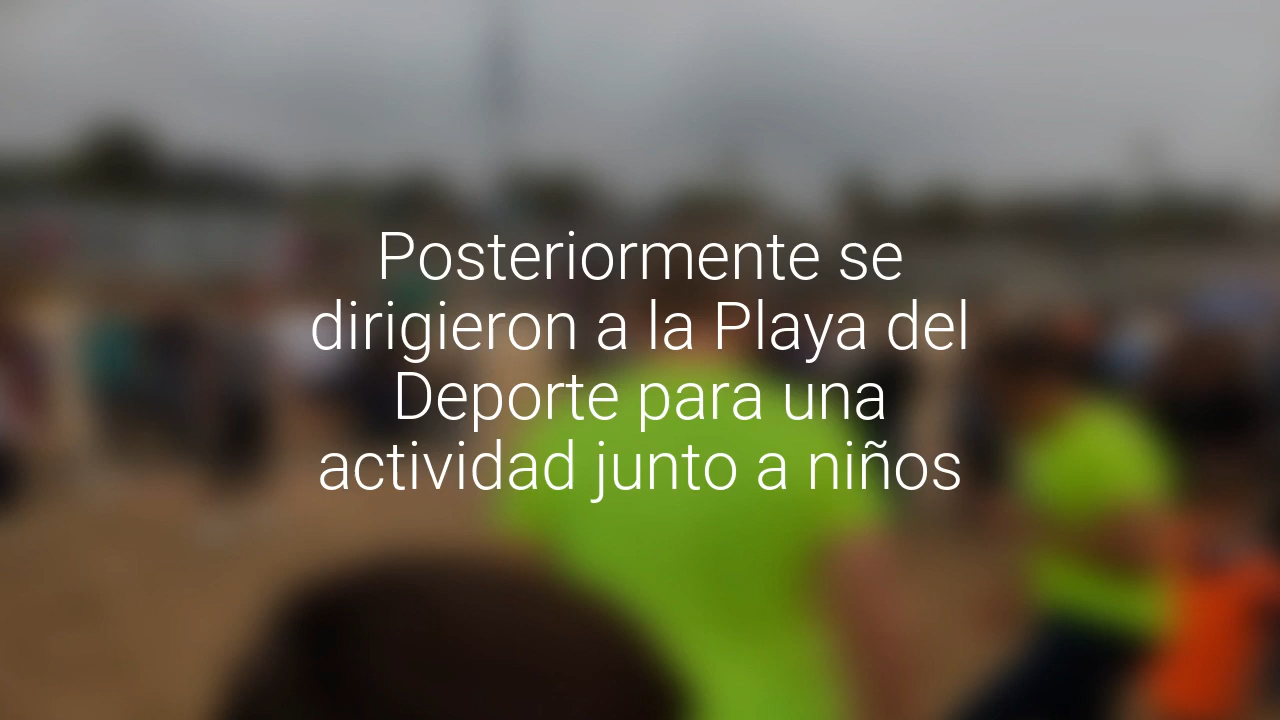 Posteriormente se
dirigieron a la Playa del
Deporte para una
actividad junto a niños